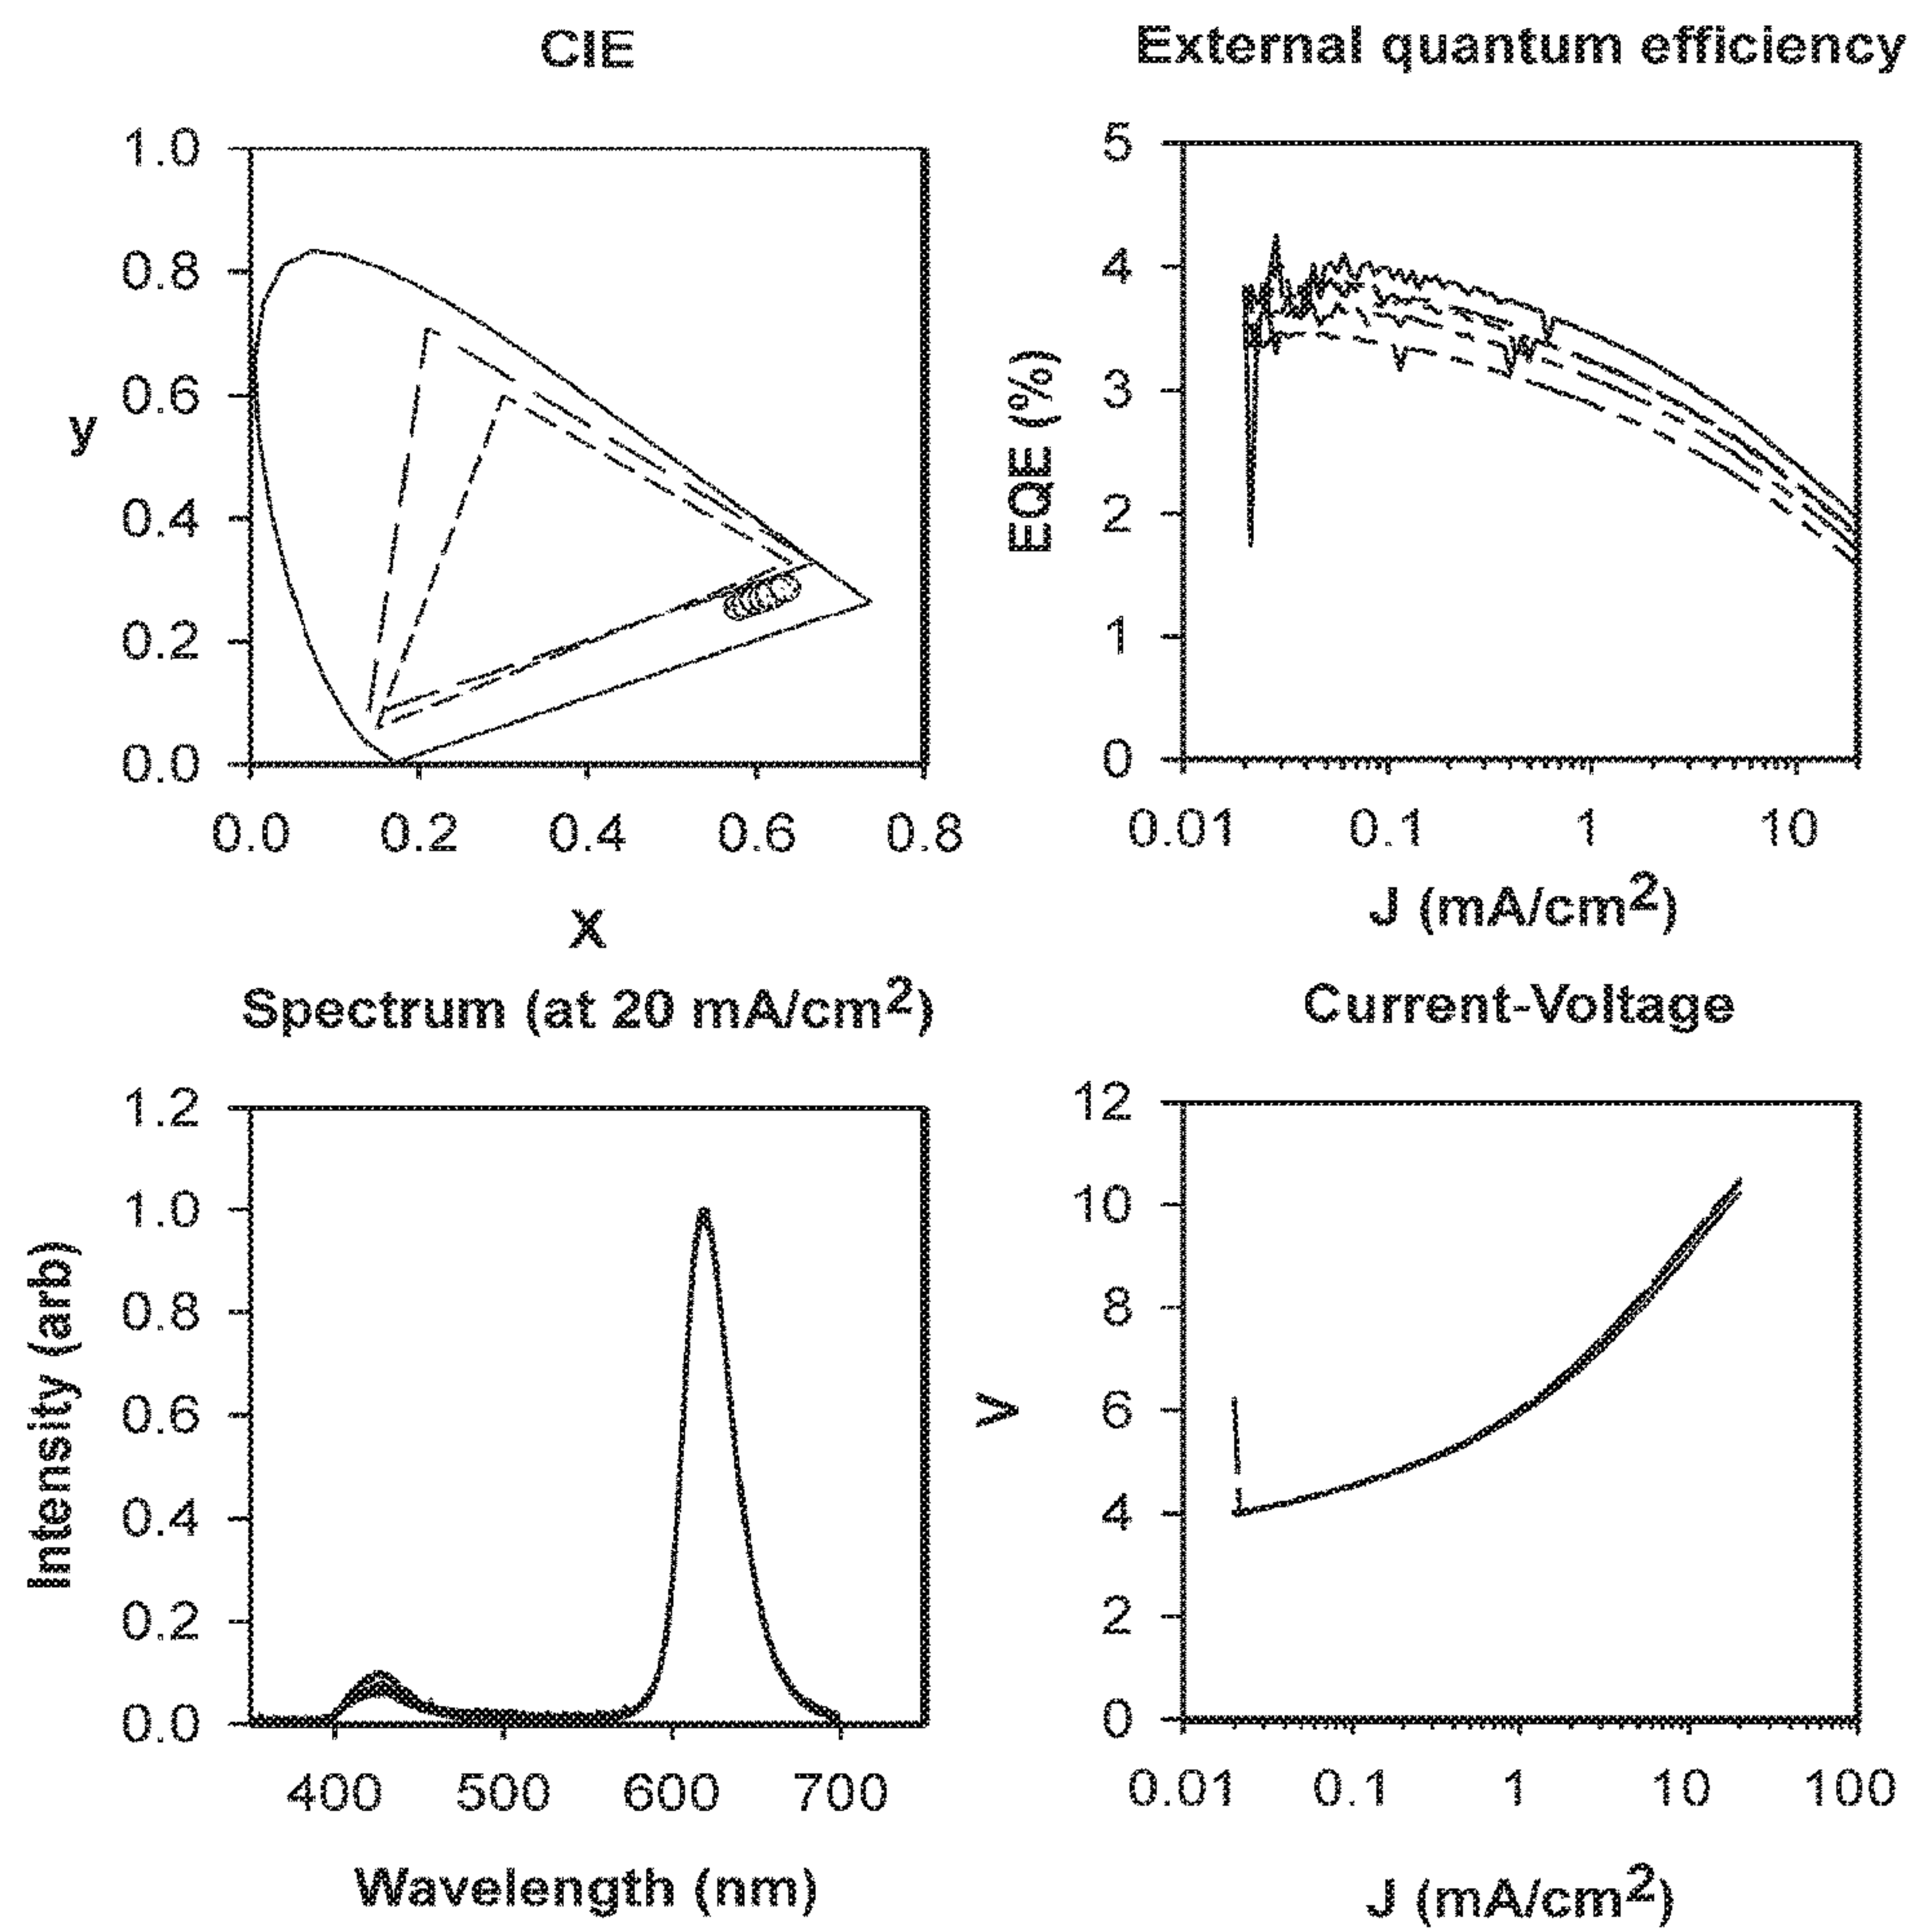 CIE
1.0
0.8
0.6
0.4
0.2
0.0
y
0.0 0.2 0.4 0.6 0.8
X
External quantum efficiency
5
4
3
2
1
0
EQE (%)
0.01 0.1 1 10
J (mA/cm²)
Spectrum (at 20 mA/cm²)
1.2
1.0
0.8
0.6
0.4
0.2
0.0
Intensity (arb)
400 500 600 700
Wavelength (nm)
Current-Voltage
12
10
8
6
4
2
0
V
0.01 0.1 1 10 100
J (mA/cm²)